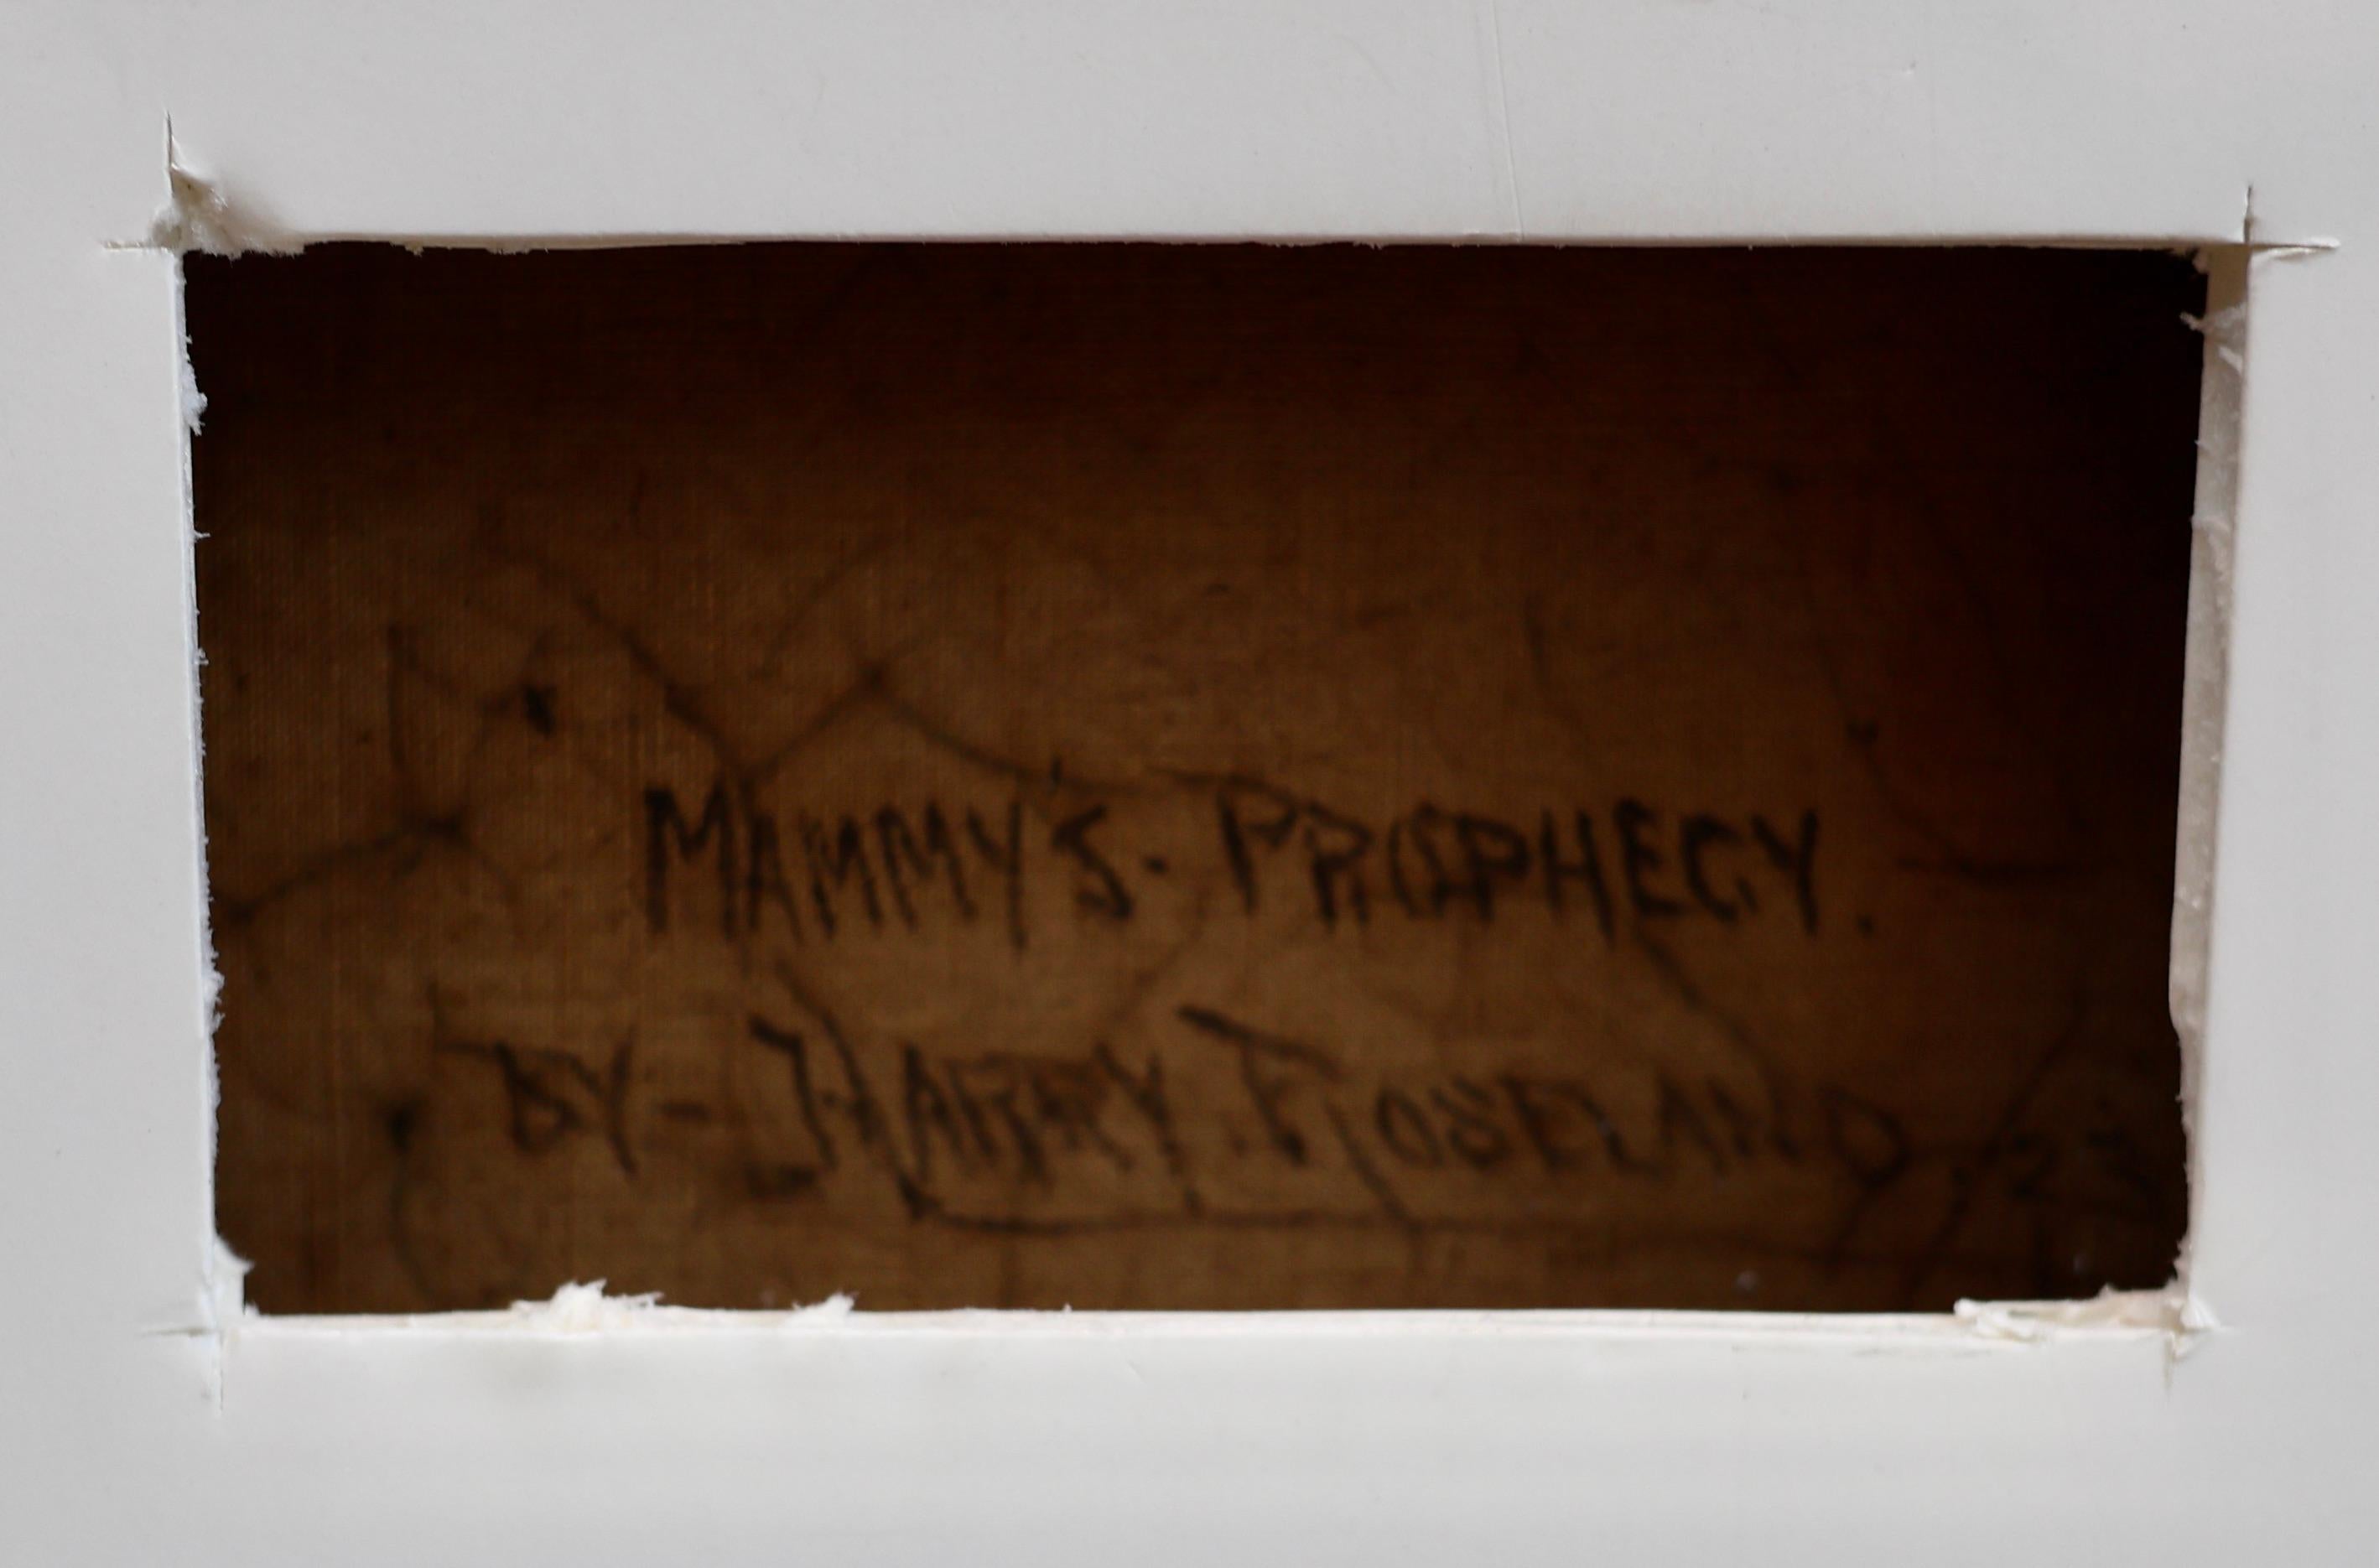 MAMMY'S. PROPHECY.
BY - HARRY. ROSELAND.